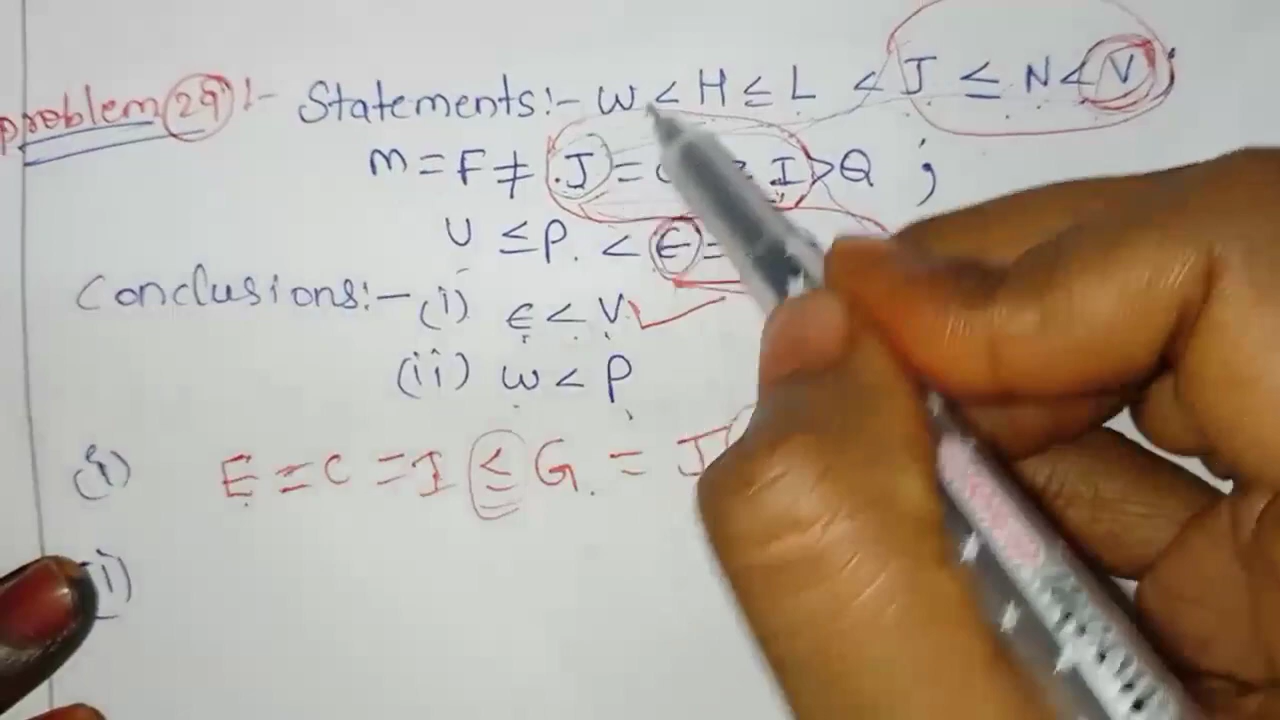 problem 29 :- Statements:- W < H ≤ L < J ≤ N < V ;
M = F ≠ J = I > Q ;
U ≤ P < E =
Conclusions:- (i) E < V ✓
(ii) W < P
(i) E = C = I ≤ G = J